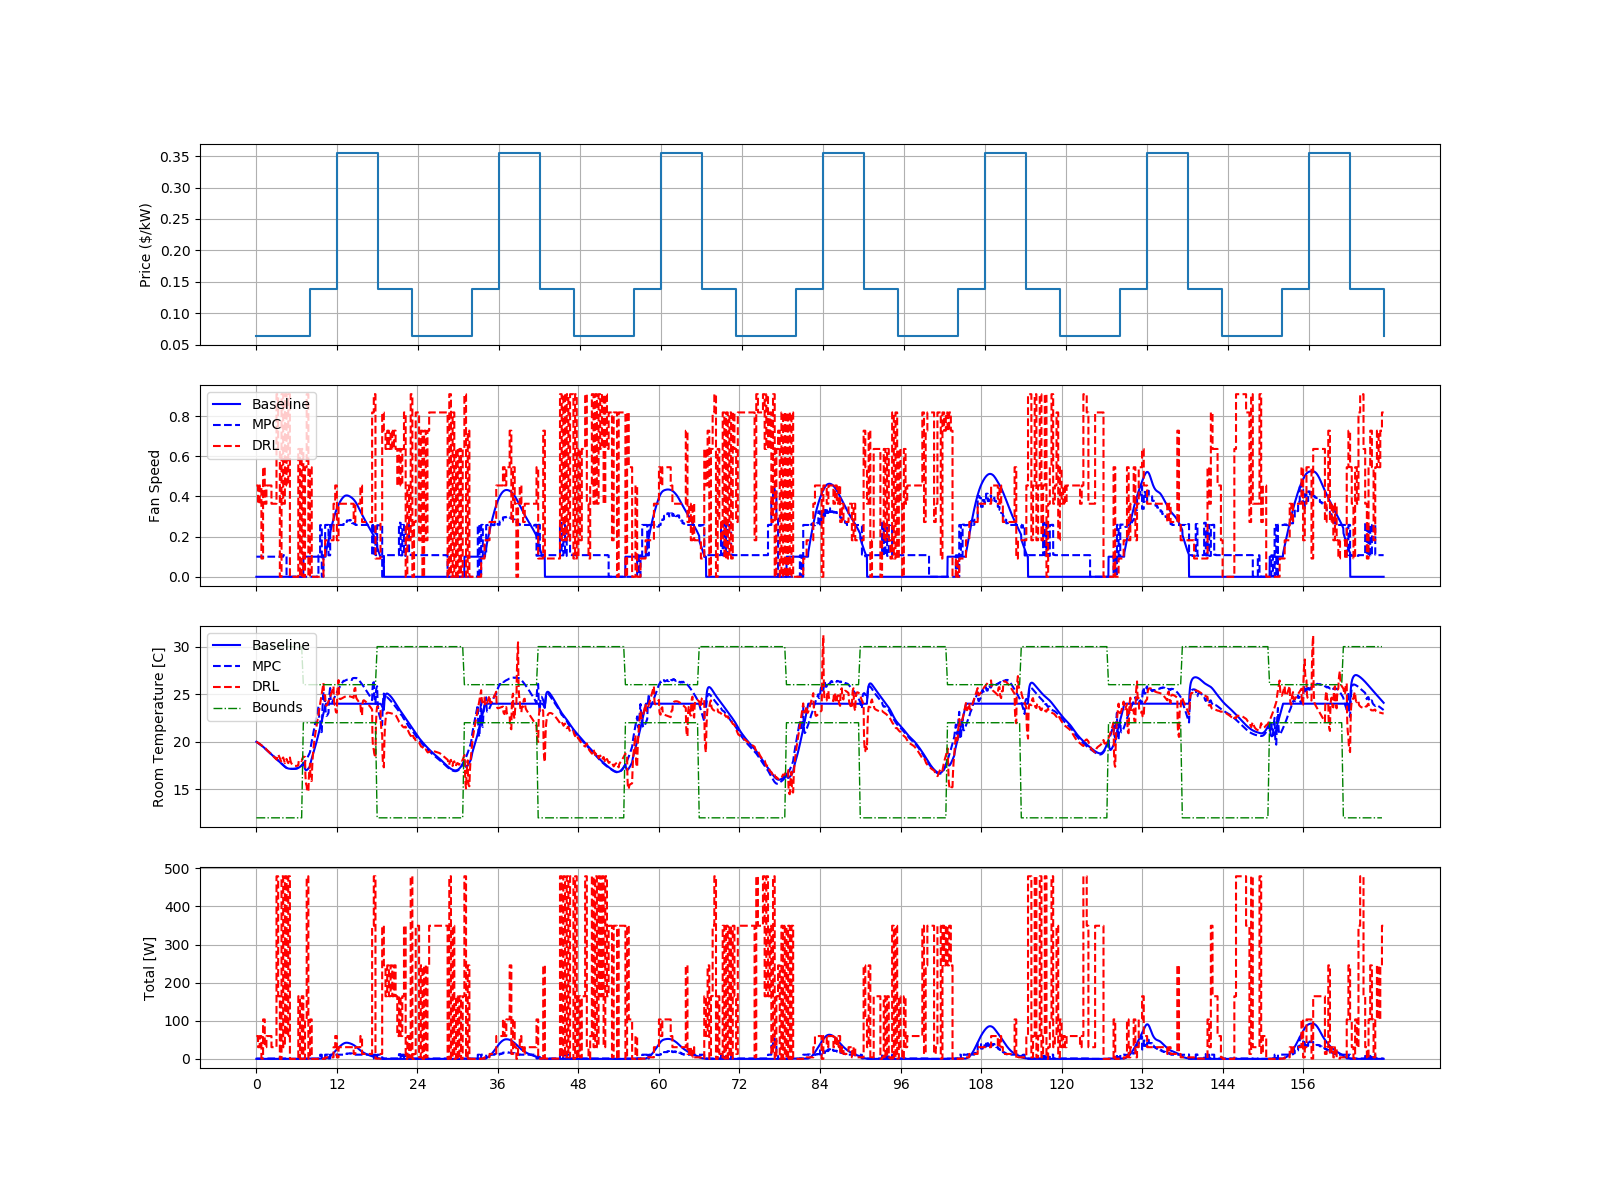 Price ($/kW)
0.35
0.30
0.25
0.20
0.15
0.10
0.05
Fan Speed
0.8
0.6
0.4
0.2
0.0
Baseline
MPC
DRL
Room Temperature [C]
30
25
20
15
Baseline
MPC
DRL
Bounds
Total [W]
500
400
300
200
100
0
0 12 24 36 48 60 72 84 96 108 120 132 144 156